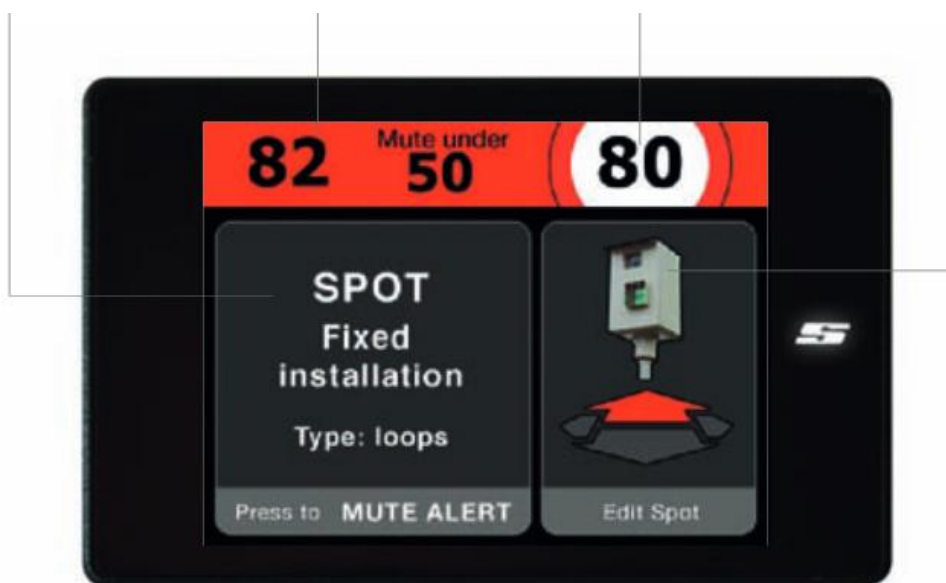 82
Mute under
50
80
SPOT
Fixed
installation
Type: loops
Press to MUTE ALERT
Edit Spot